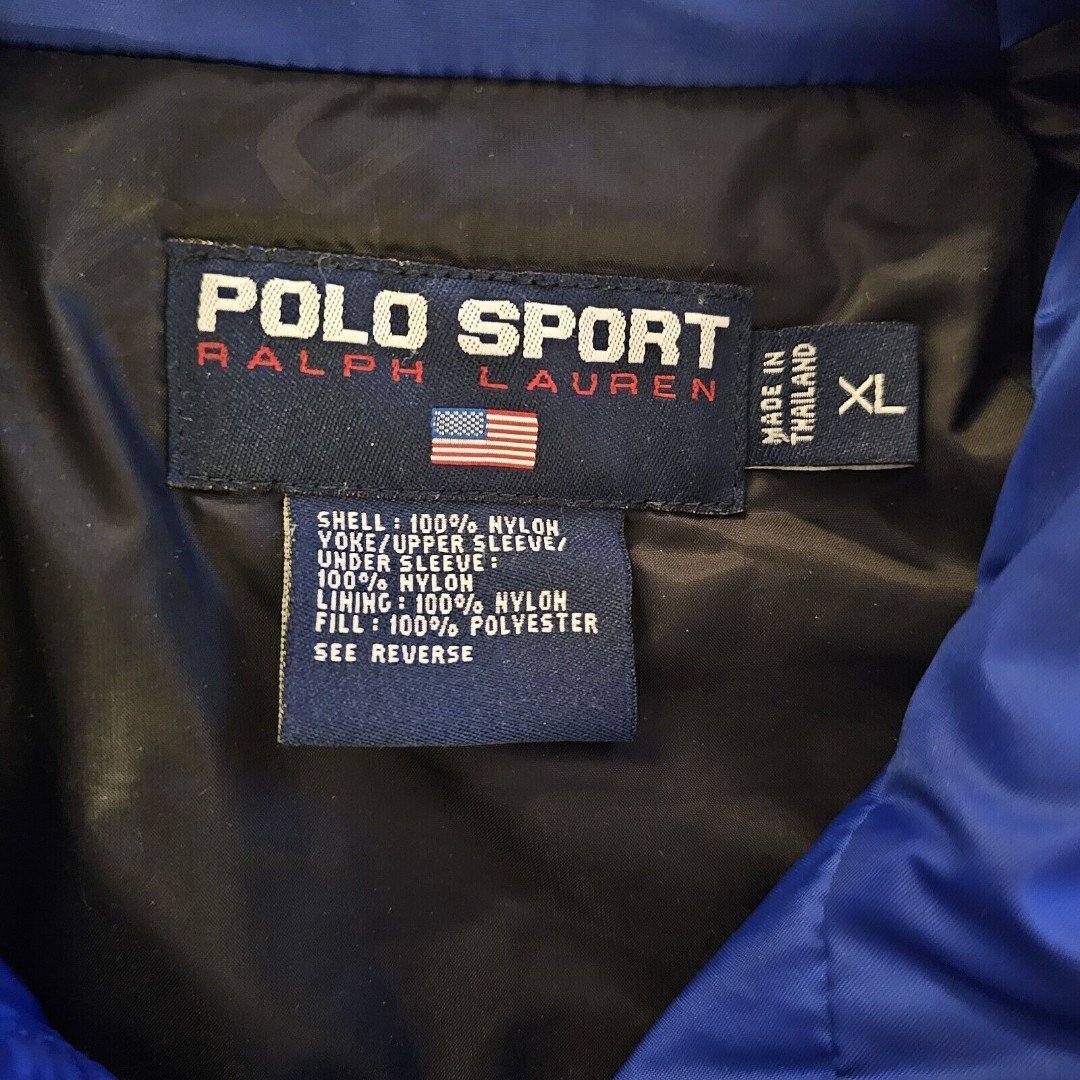 POLO SPORT
RALPH LAUREN
MADE IN
THAILAND
XL
SHELL: 100% NYLON
YOKE/UPPER SLEEVE/
UNDER SLEEVE:
100% NYLON
LINING: 100% NYLON
FILL: 100% POLYESTER
SEE REVERSE